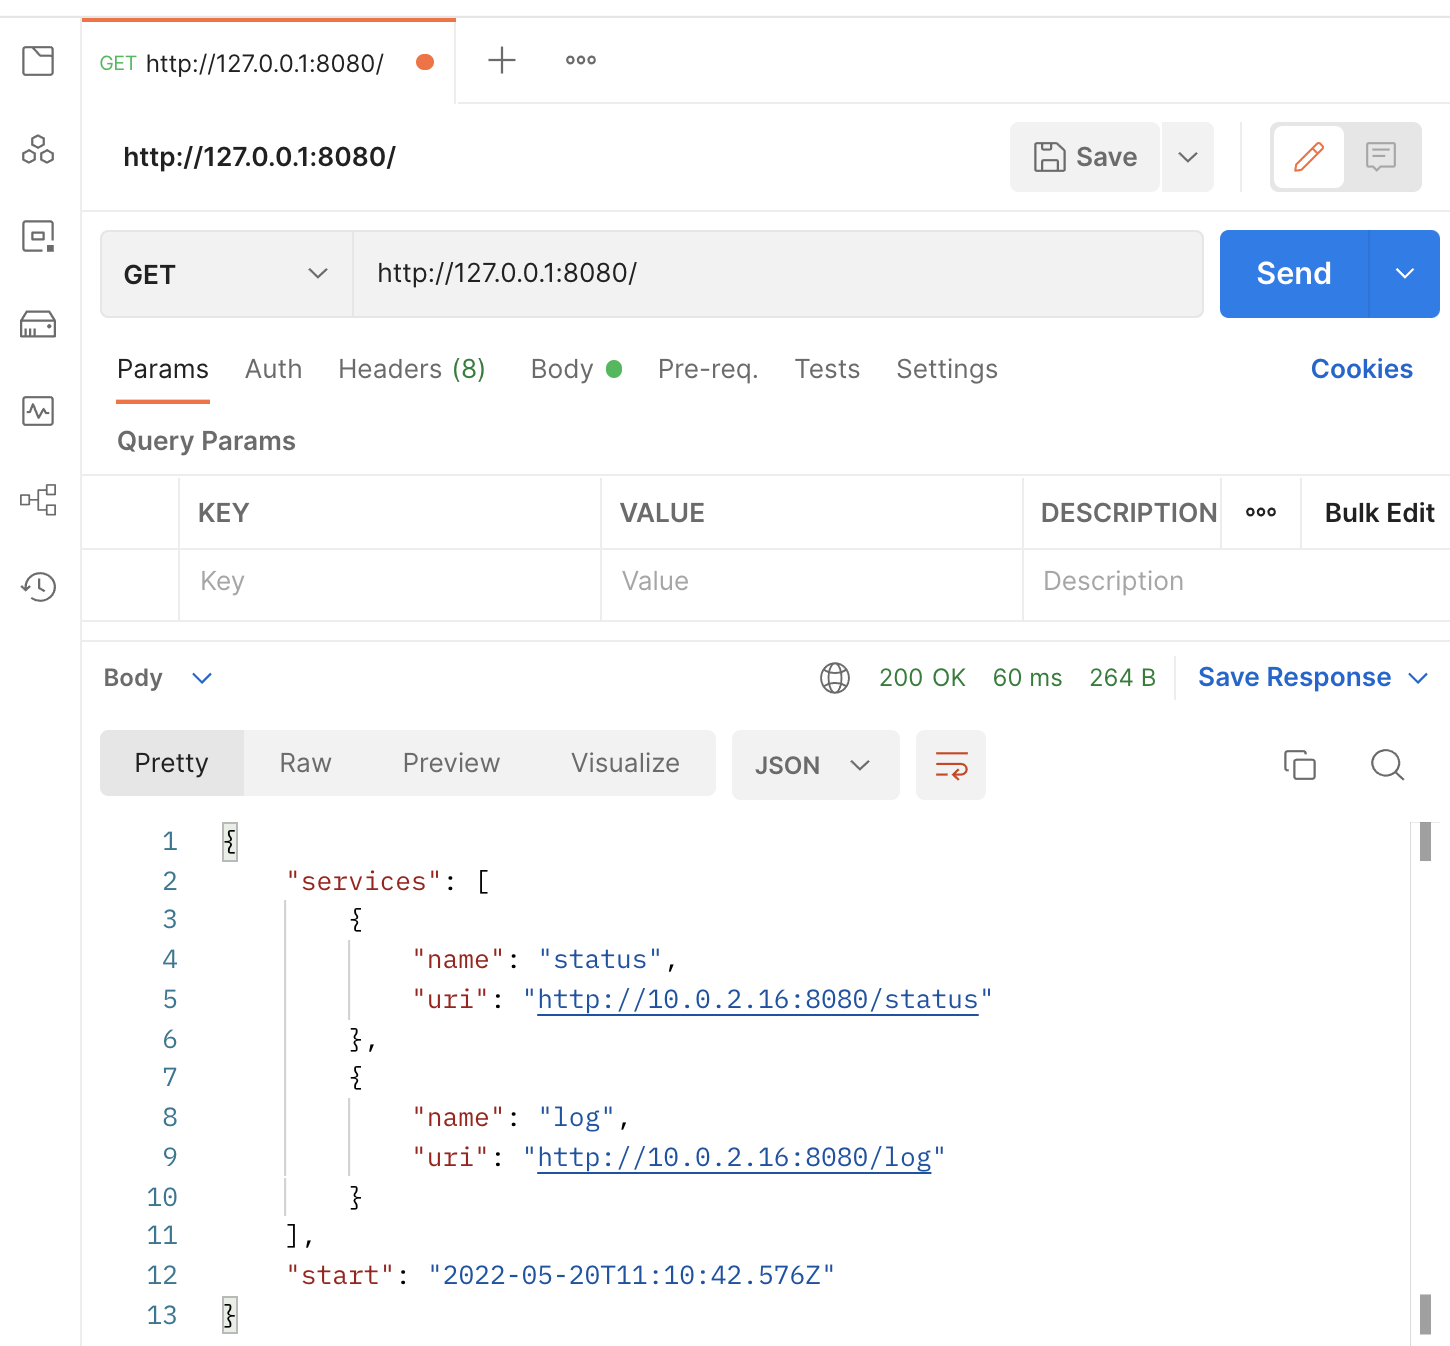 GET http://127.0.0.1:8080/
http://127.0.0.1:8080/ Save
GET http://127.0.0.1:8080/ Send
Params Auth Headers (8) Body Pre-req. Tests Settings Cookies
Query Params
KEY VALUE DESCRIPTION Bulk Edit
Key Value Description
Body 200 OK 60 ms 264 B Save Response
Pretty Raw Preview Visualize JSON
1 {
2 "services": [
3 {
4 "name": "status",
5 "uri": "http://10.0.2.16:8080/status"
6 },
7 {
8 "name": "log",
9 "uri": "http://10.0.2.16:8080/log"
10 }
11 ],
12 "start": "2022-05-20T11:10:42.576Z"
13 }